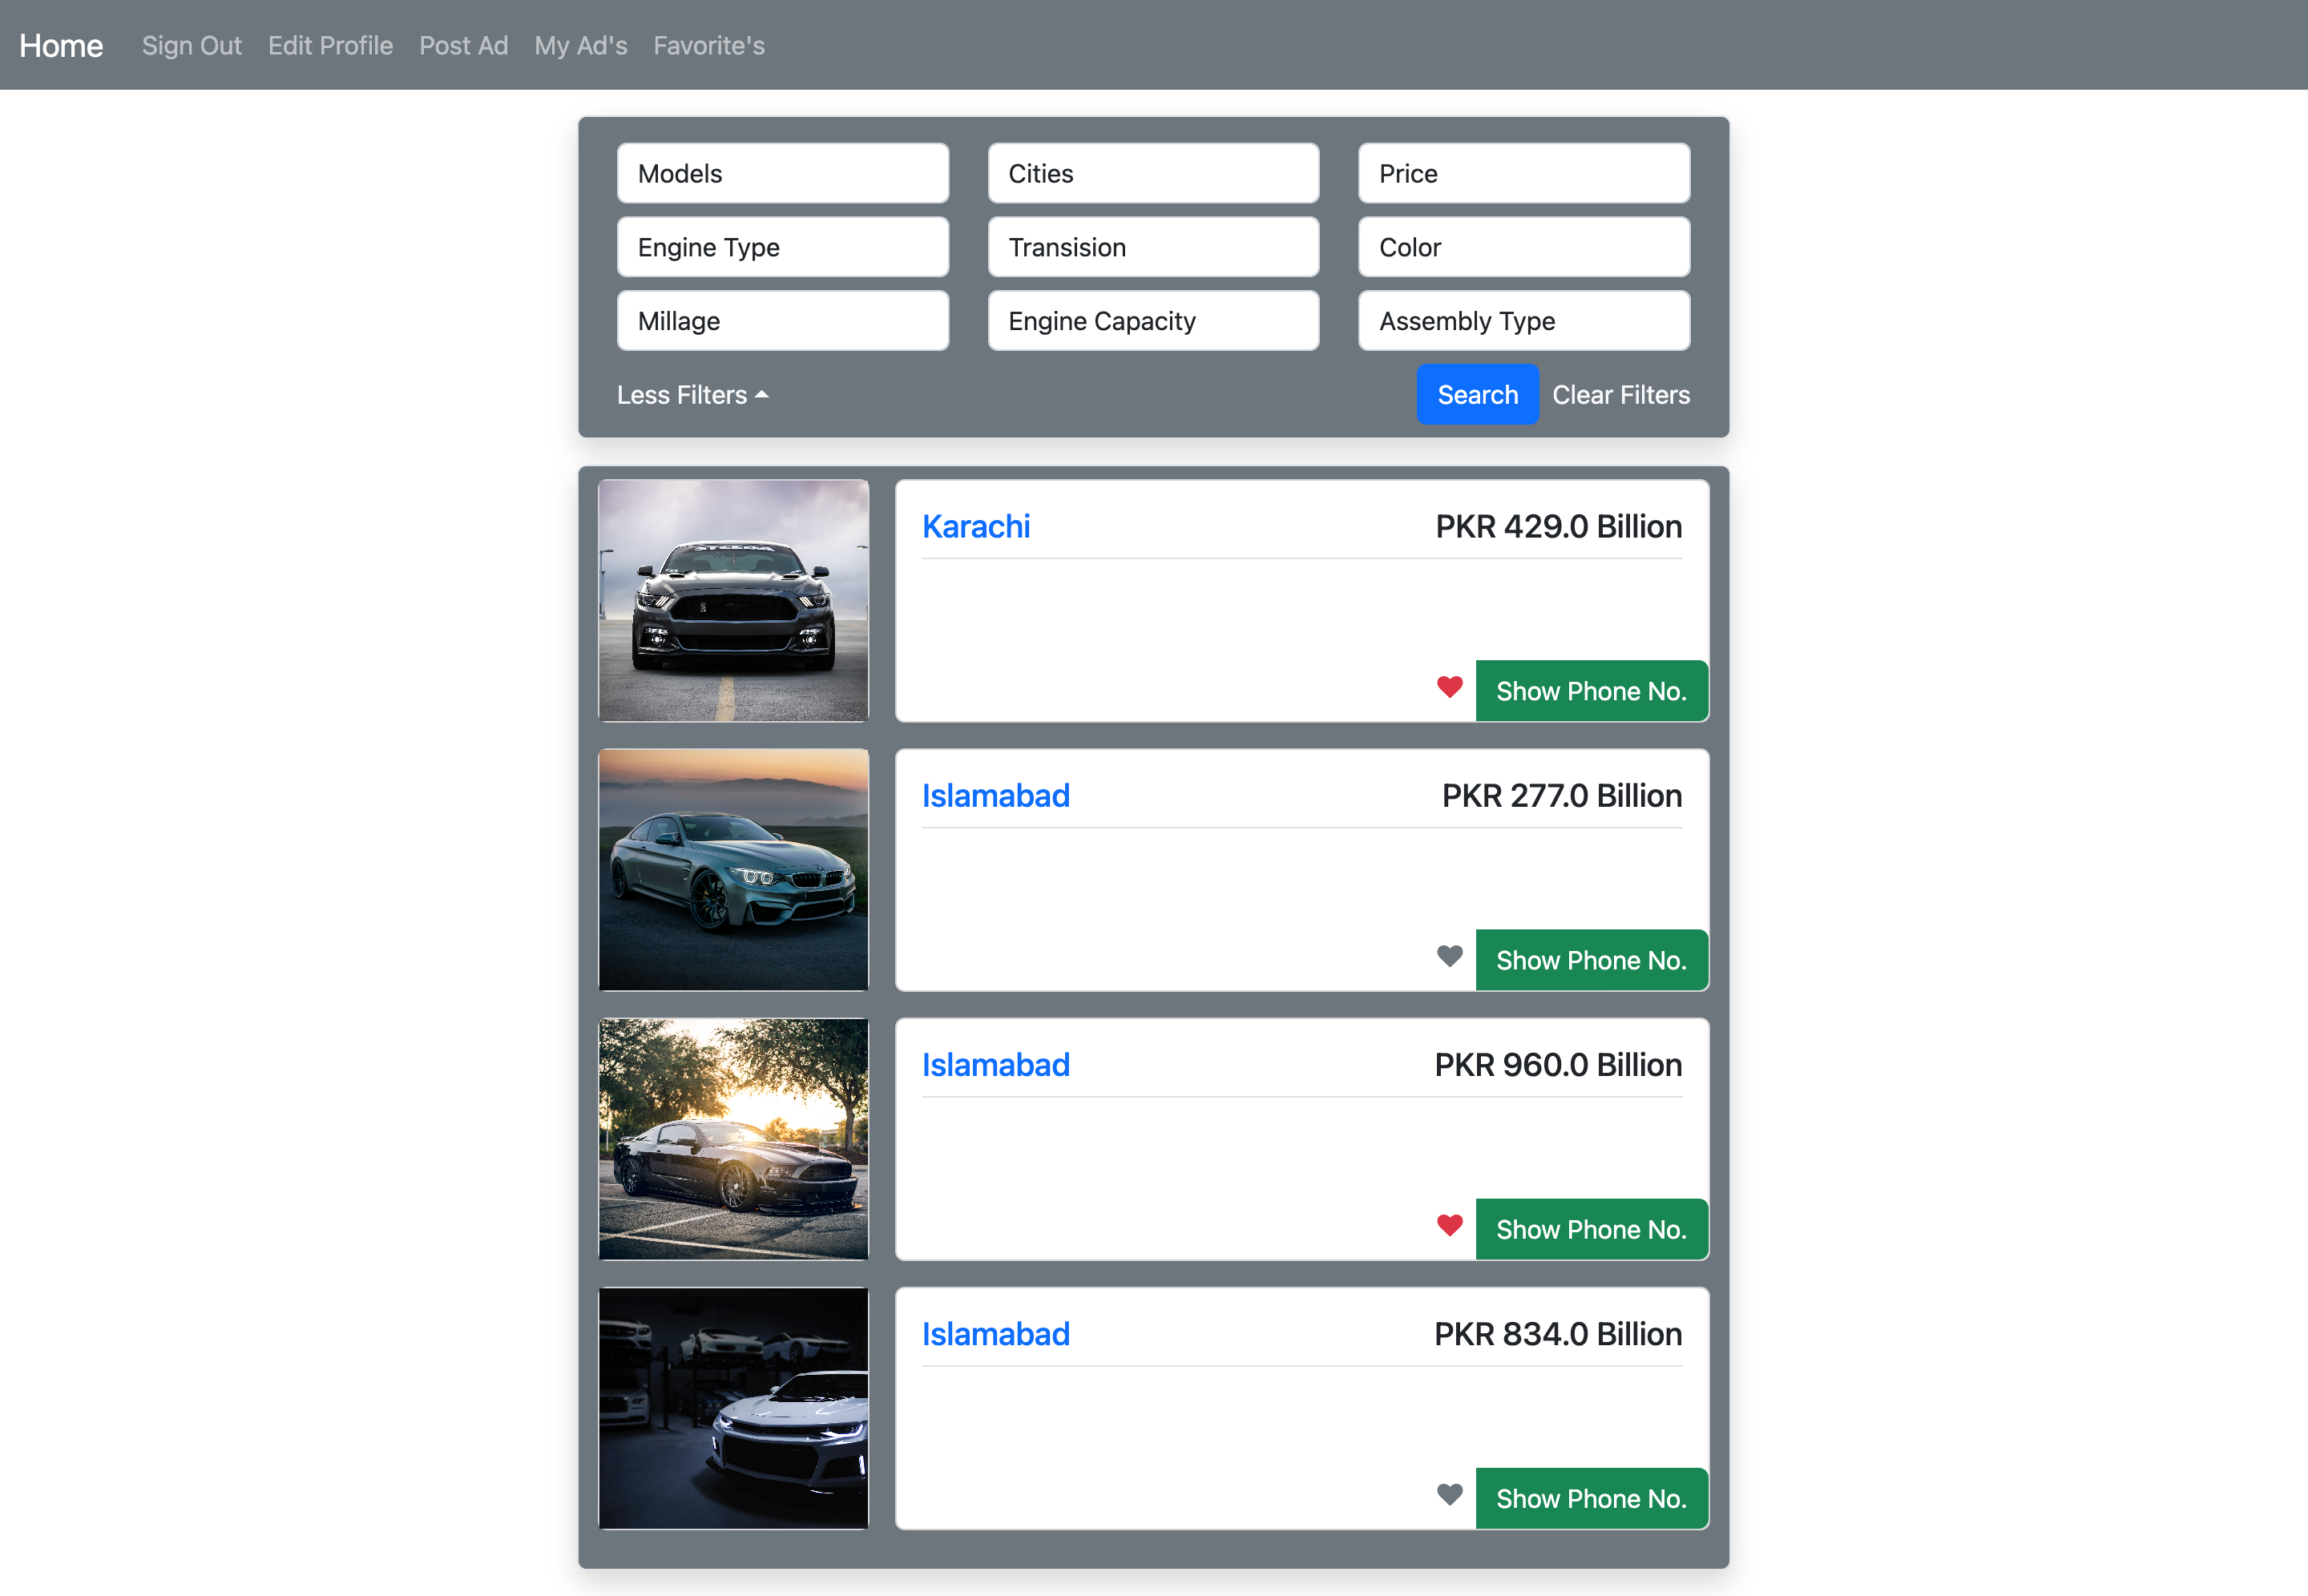 Home Sign Out Edit Profile Post Ad My Ad's Favorite's
Models Cities Price
Engine Type Transision Color
Millage Engine Capacity Assembly Type
Less Filters Search Clear Filters
Karachi PKR 429.0 Billion
Show Phone No.
Islamabad PKR 277.0 Billion
Show Phone No.
Islamabad PKR 960.0 Billion
Show Phone No.
Islamabad PKR 834.0 Billion
Show Phone No.